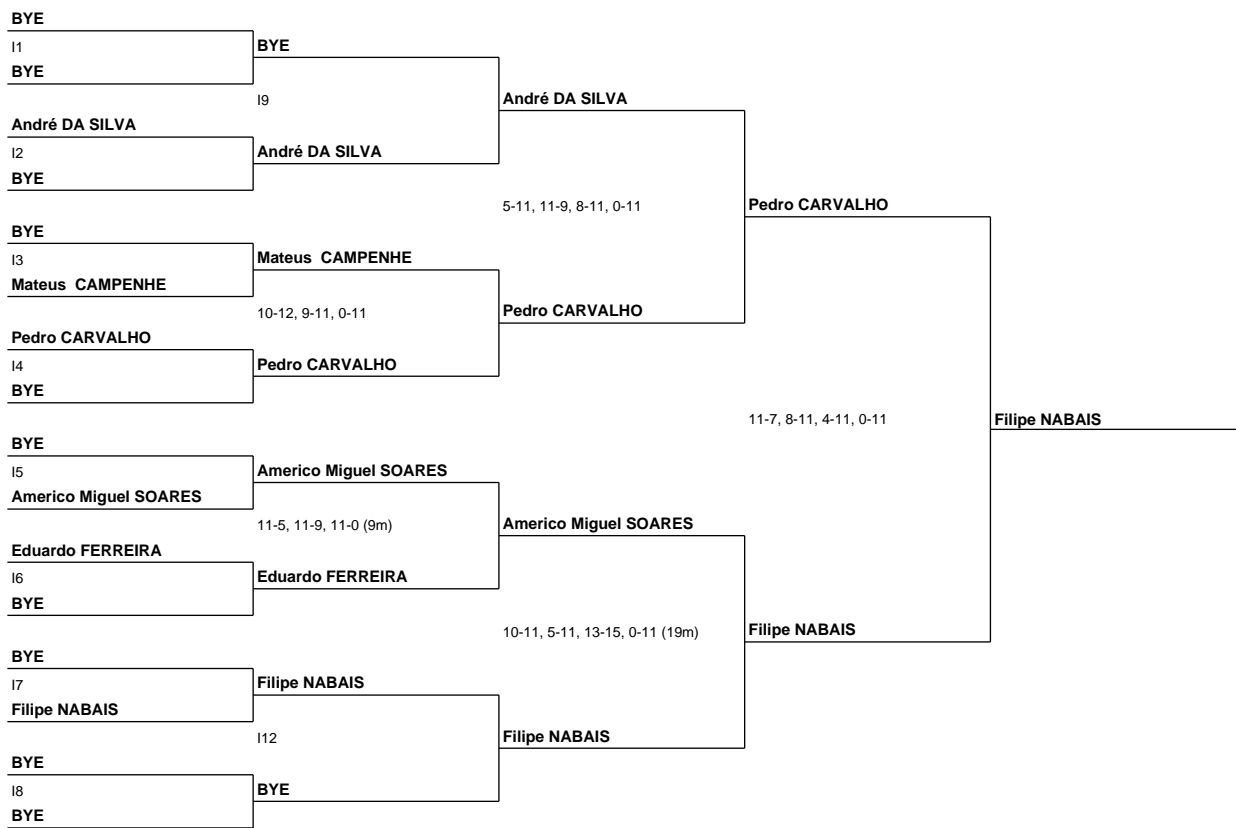 BYE
I1
BYE
BYE
I9
André DA SILVA
André DA SILVA
I2
André DA SILVA
BYE
5-11, 11-9, 8-11, 0-11
Pedro CARVALHO
BYE
I3
Mateus  CAMPENHE
Mateus  CAMPENHE
10-12, 9-11, 0-11
Pedro CARVALHO
Pedro CARVALHO
I4
Pedro CARVALHO
BYE
11-7, 8-11, 4-11, 0-11
Filipe NABAIS
BYE
I5
Americo Miguel SOARES
Americo Miguel SOARES
11-5, 11-9, 11-0 (9m)
Americo Miguel SOARES
Eduardo FERREIRA
I6
Eduardo FERREIRA
BYE
10-11, 5-11, 13-15, 0-11 (19m)
Filipe NABAIS
BYE
I7
Filipe NABAIS
Filipe NABAIS
I12
Filipe NABAIS
BYE
I8
BYE
BYE